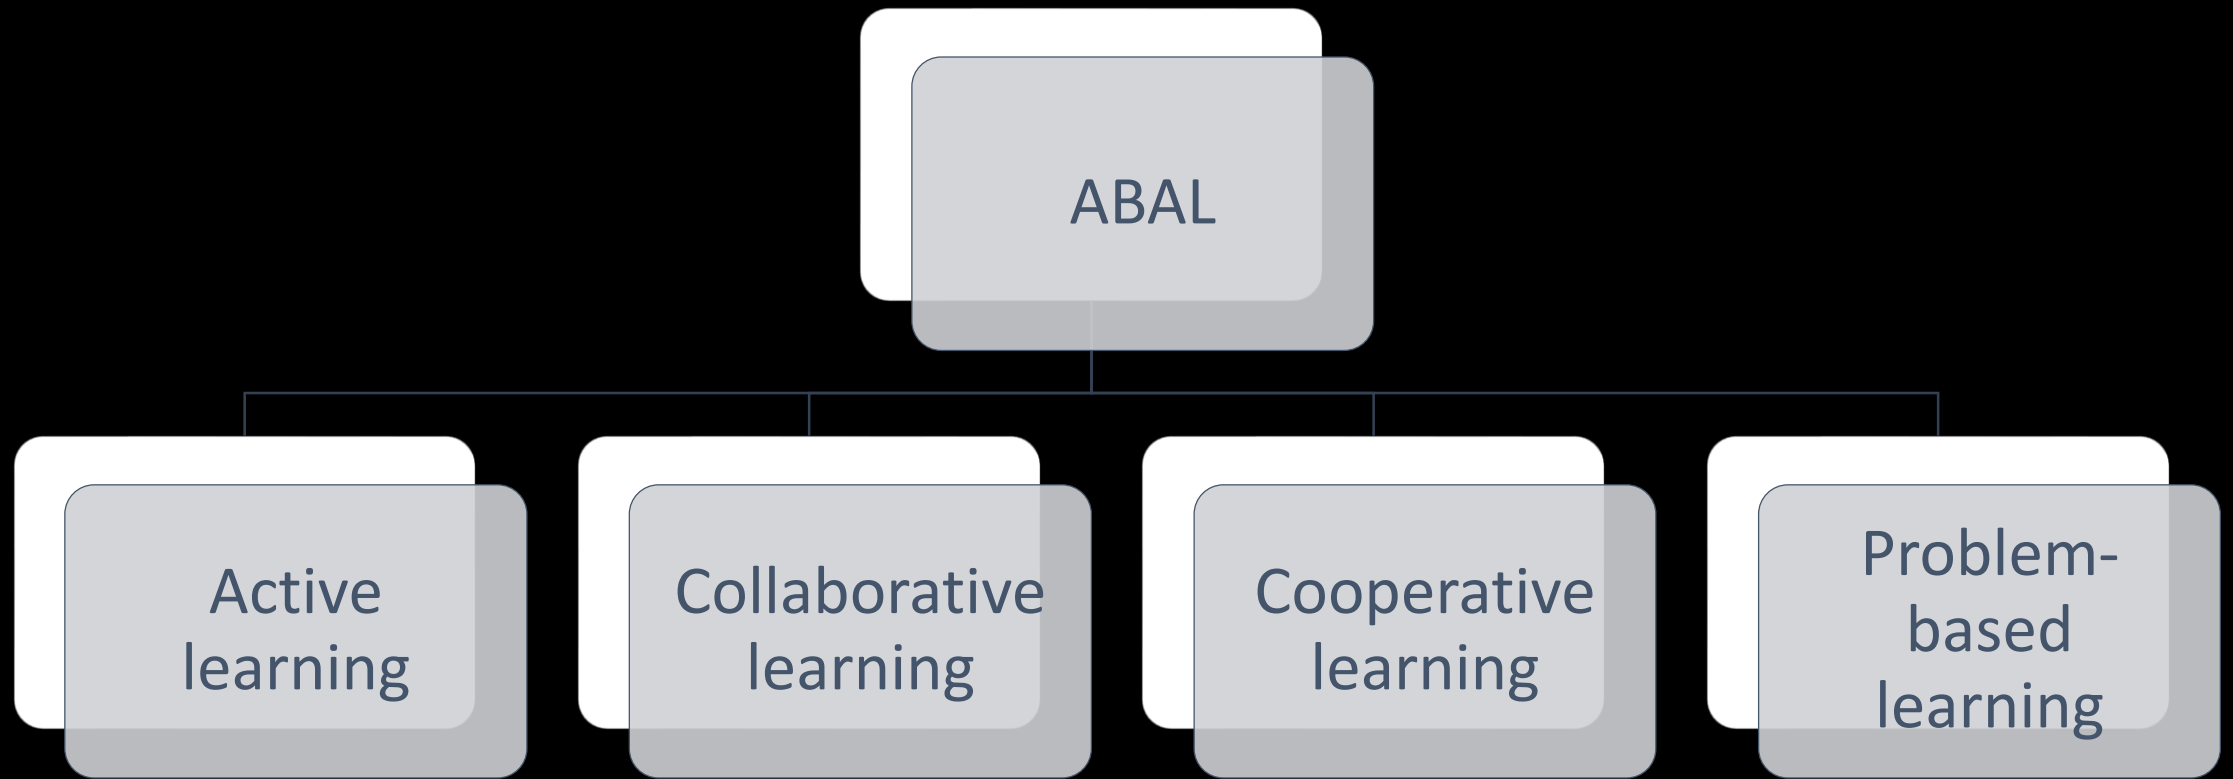 ABAL
Active
learning
Collaborative
learning
Cooperative
learning
Problem-
based
learning